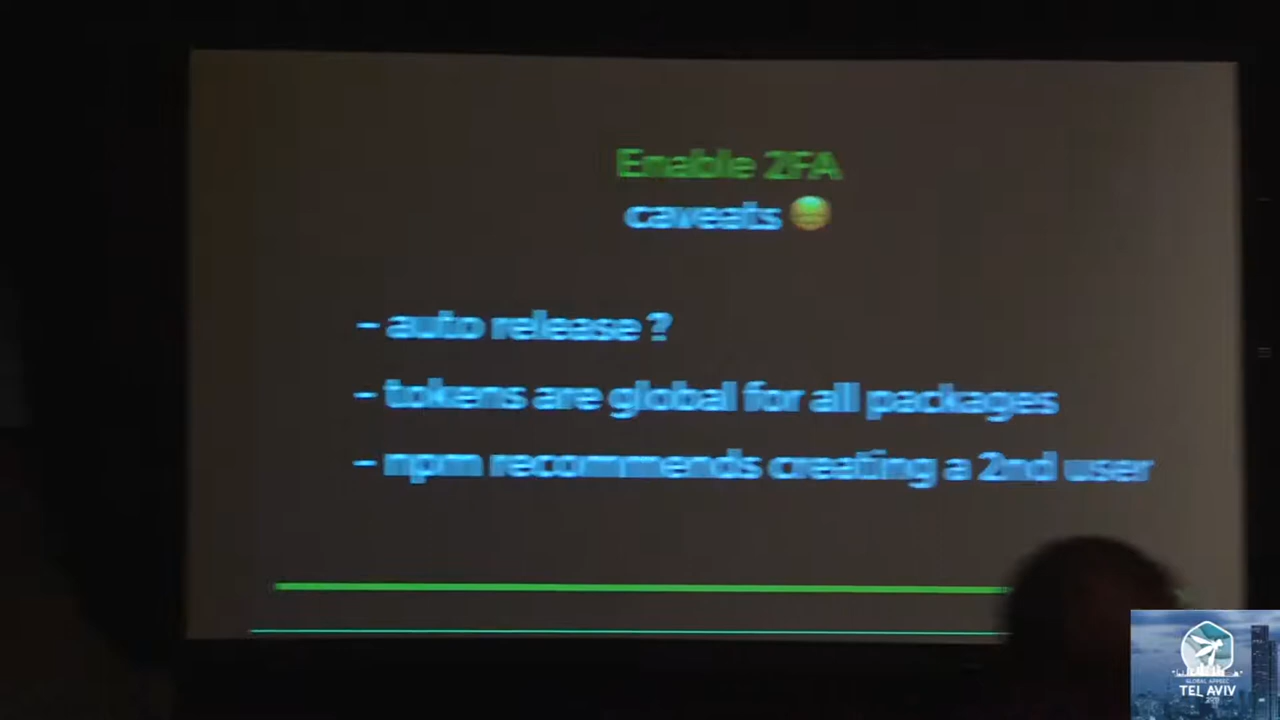 Enable 2FA
caveats
- auto release ?
- tokens are global for all packages
- npm recommends creating a 2nd user
GLOBAL APPSEC
TEL AVIV